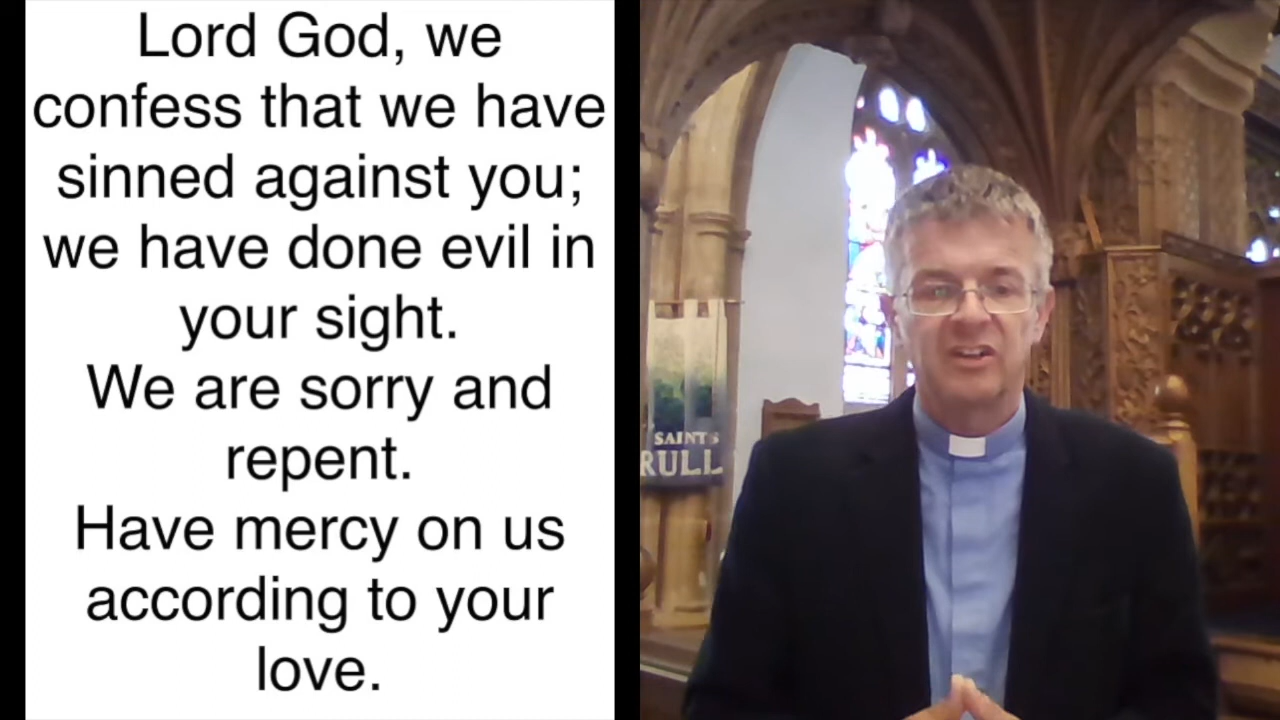 Lord God, we
confess that we have
sinned against you;
we have done evil in
your sight.
We are sorry and
repent.
Have mercy on us
according to your
love.
SAINTS
RULL